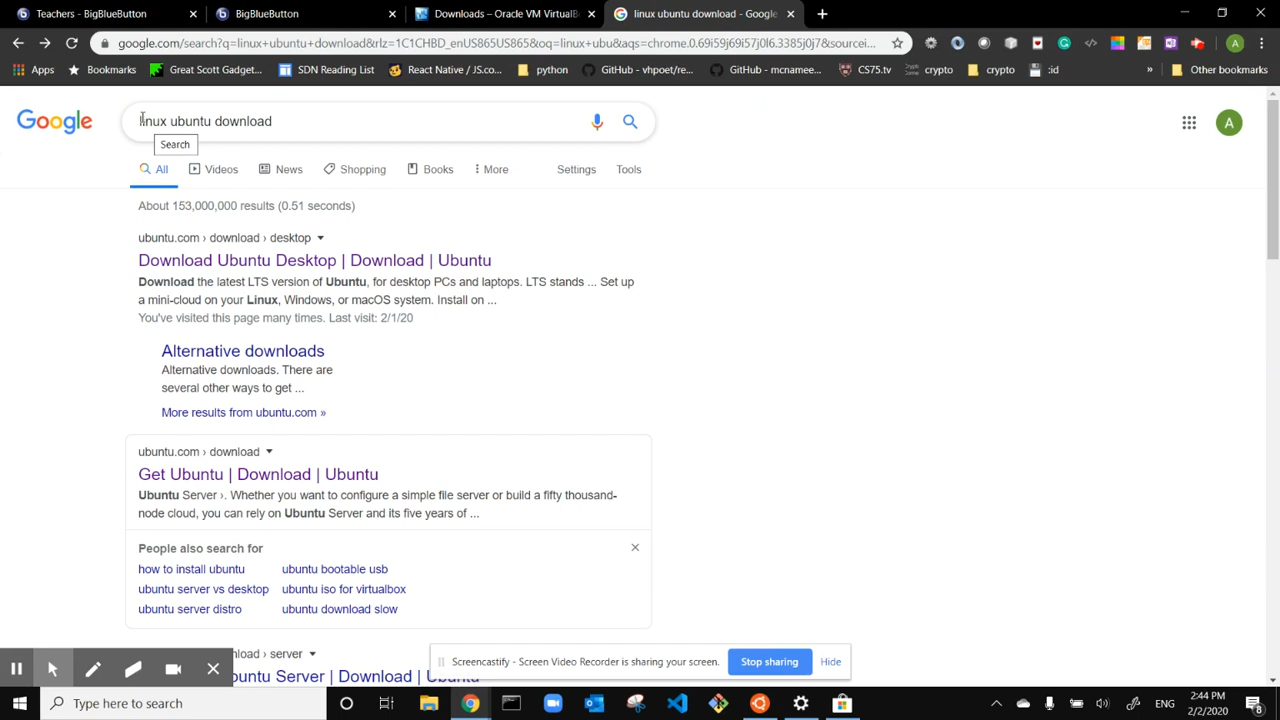 Teachers - BigBlueButton
BigBlueButton
Downloads – Oracle VM VirtualB
linux ubuntu download - Google
google.com/search?q=linux+ubuntu+download&rlz=1C1CHBD_enUS865US865&oq=linux+ubu&aqs=chrome.0.69i59j69i57j0l6.3385j0j7&sourcei...
Apps
Bookmarks
Great Scott Gadget...
SDN Reading List
React Native / JS.co...
python
GitHub - vhpoet/re...
GitHub - mcnamee...
CS75.tv
crypto
crypto
:id
»
Other bookmarks
Google
linux ubuntu download
A
Search
All
Videos
News
Shopping
Books
More
Settings
Tools
About 153,000,000 results (0.51 seconds)
ubuntu.com › download › desktop
Download Ubuntu Desktop | Download | Ubuntu
Download the latest LTS version of Ubuntu, for desktop PCs and laptops. LTS stands ... Set up
a mini-cloud on your Linux, Windows, or macOS system. Install on ...
You've visited this page many times. Last visit: 2/1/20
Alternative downloads
Alternative downloads. There are
several other ways to get ...
More results from ubuntu.com »
ubuntu.com › download
Get Ubuntu | Download | Ubuntu
Ubuntu Server ›. Whether you want to configure a simple file server or build a fifty thousand-
node cloud, you can rely on Ubuntu Server and its five years of ...
People also search for
how to install ubuntu
ubuntu bootable usb
ubuntu server vs desktop
ubuntu iso for virtualbox
ubuntu server distro
ubuntu download slow
nload › server
Ubuntu Server | Download | Ubuntu
Screencastify - Screen Video Recorder is sharing your screen.
Stop sharing
Hide
Type here to search
2:44 PM
2/2/2020
8